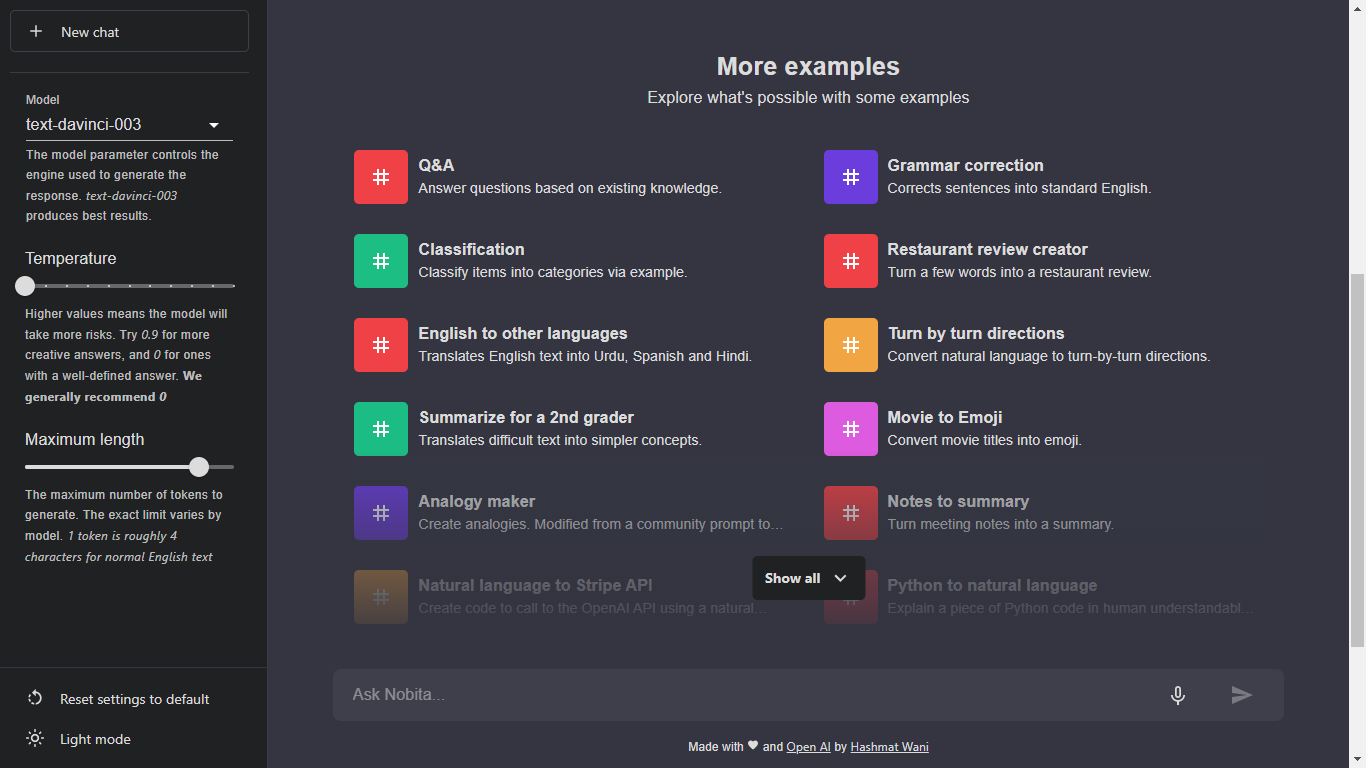 New chat
Model
text-davinci-003
The model parameter controls the
engine used to generate the
response. text-davinci-003
produces best results.
Temperature
Higher values means the model will
take more risks. Try 0.9 for more
creative answers, and 0 for ones
with a well-defined answer. We
generally recommend 0
Maximum length
The maximum number of tokens to
generate. The exact limit varies by
model. 1 token is roughly 4
characters for normal English text
Reset settings to default
Light mode
More examples
Explore what's possible with some examples
Q&A
Answer questions based on existing knowledge.
Grammar correction
Corrects sentences into standard English.
Classification
Classify items into categories via example.
Restaurant review creator
Turn a few words into a restaurant review.
English to other languages
Translates English text into Urdu, Spanish and Hindi.
Turn by turn directions
Convert natural language to turn-by-turn directions.
Summarize for a 2nd grader
Translates difficult text into simpler concepts.
Movie to Emoji
Convert movie titles into emoji.
Analogy maker
Create analogies. Modified from a community prompt to...
Notes to summary
Turn meeting notes into a summary.
Natural language to Stripe API
Create code to call to the OpenAI API using a natural...
Python to natural language
Explain a piece of Python code in human understandabl...
Show all
Ask Nobita...
Made with ♥ and Open AI by Hashmat Wani